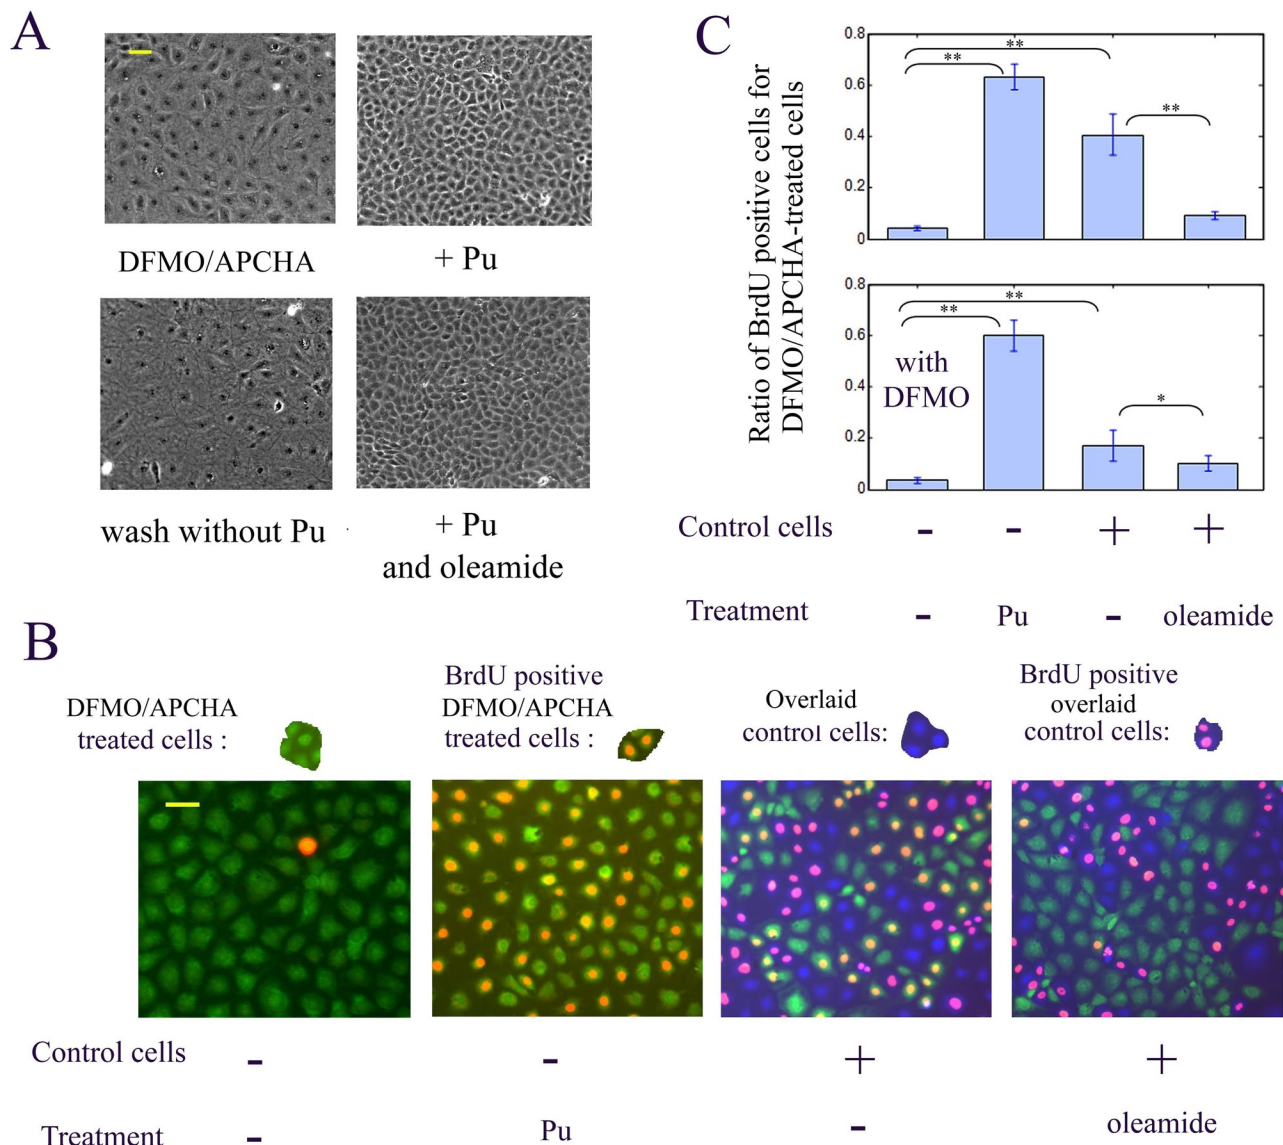 A
DFMO/APCHA
+ Pu
wash without Pu
+ Pu
and oleamide
C
Ratio of BrdU positive cells for
DFMO/APCHA-treated cells
0.8
0.6
0.4
0.2
0
**
**
**
0.8
0.6
0.4
0.2
0
**
**
*
with
DFMO
Control cells - - + +
Treatment - Pu - oleamide
B
DFMO/APCHA
treated cells :
BrdU positive
DFMO/APCHA
treated cells :
Overlaid
control cells:
BrdU positive
overlaid
control cells:
Control cells - - + +
Treatment - Pu - oleamide